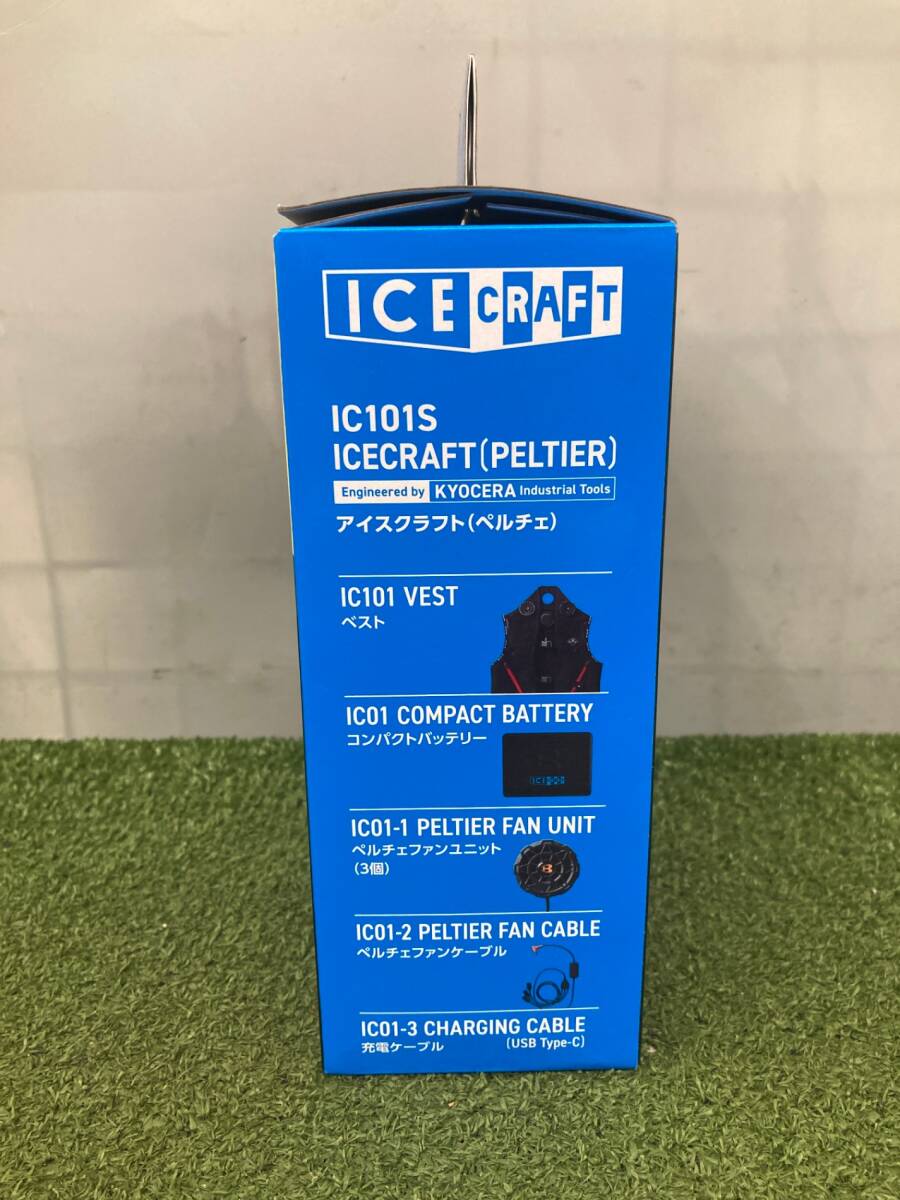 ICE CRAFT
IC101S
ICECRAFT(PELTIER)
Engineered by KYOCERA Industrial Tools
アイスクラフト(ペルチェ)
IC101 VEST
ベスト
IC01 COMPACT BATTERY
コンパクトバッテリー
IC01-1 PELTIER FAN UNIT
ペルチェファンユニット
(3個)
B
IC01-2 PELTIER FAN CABLE
ペルチェファンケーブル
IC01-3 CHARGING CABLE
充電ケーブル (USB Type-C)